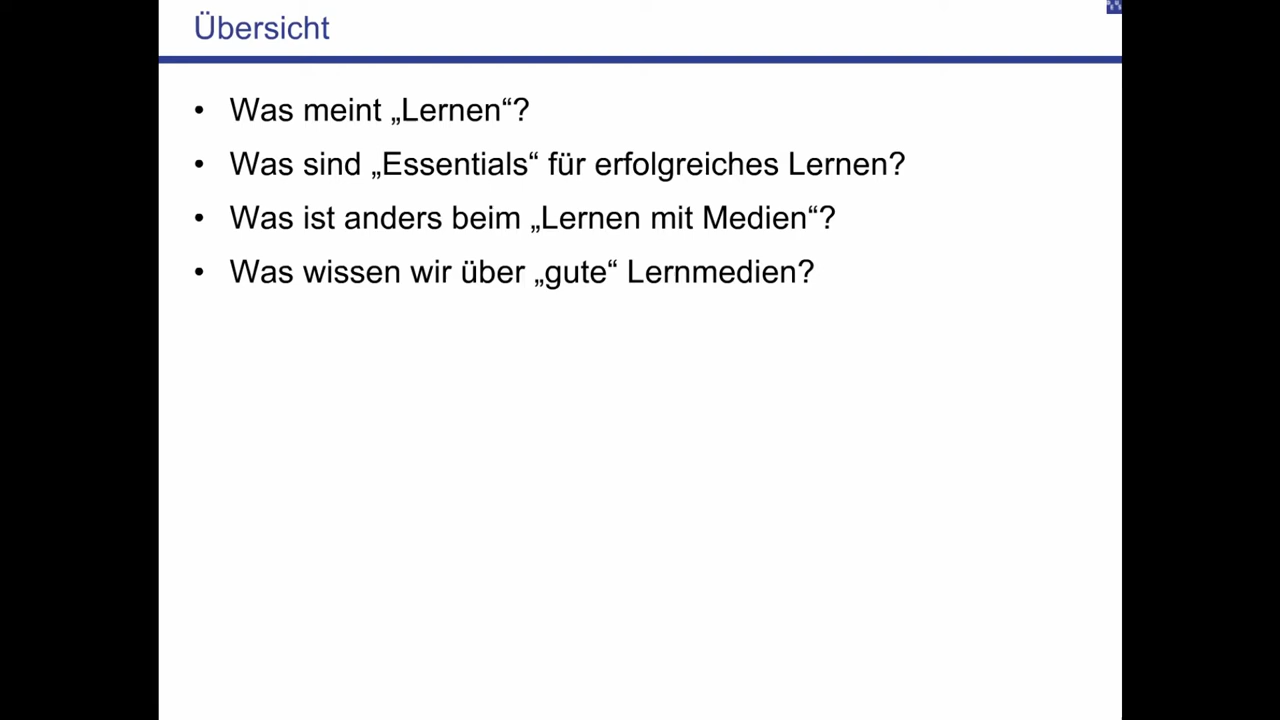 Übersicht
• Was meint „Lernen“?
• Was sind „Essentials“ für erfolgreiches Lernen?
• Was ist anders beim „Lernen mit Medien“?
• Was wissen wir über „gute“ Lernmedien?